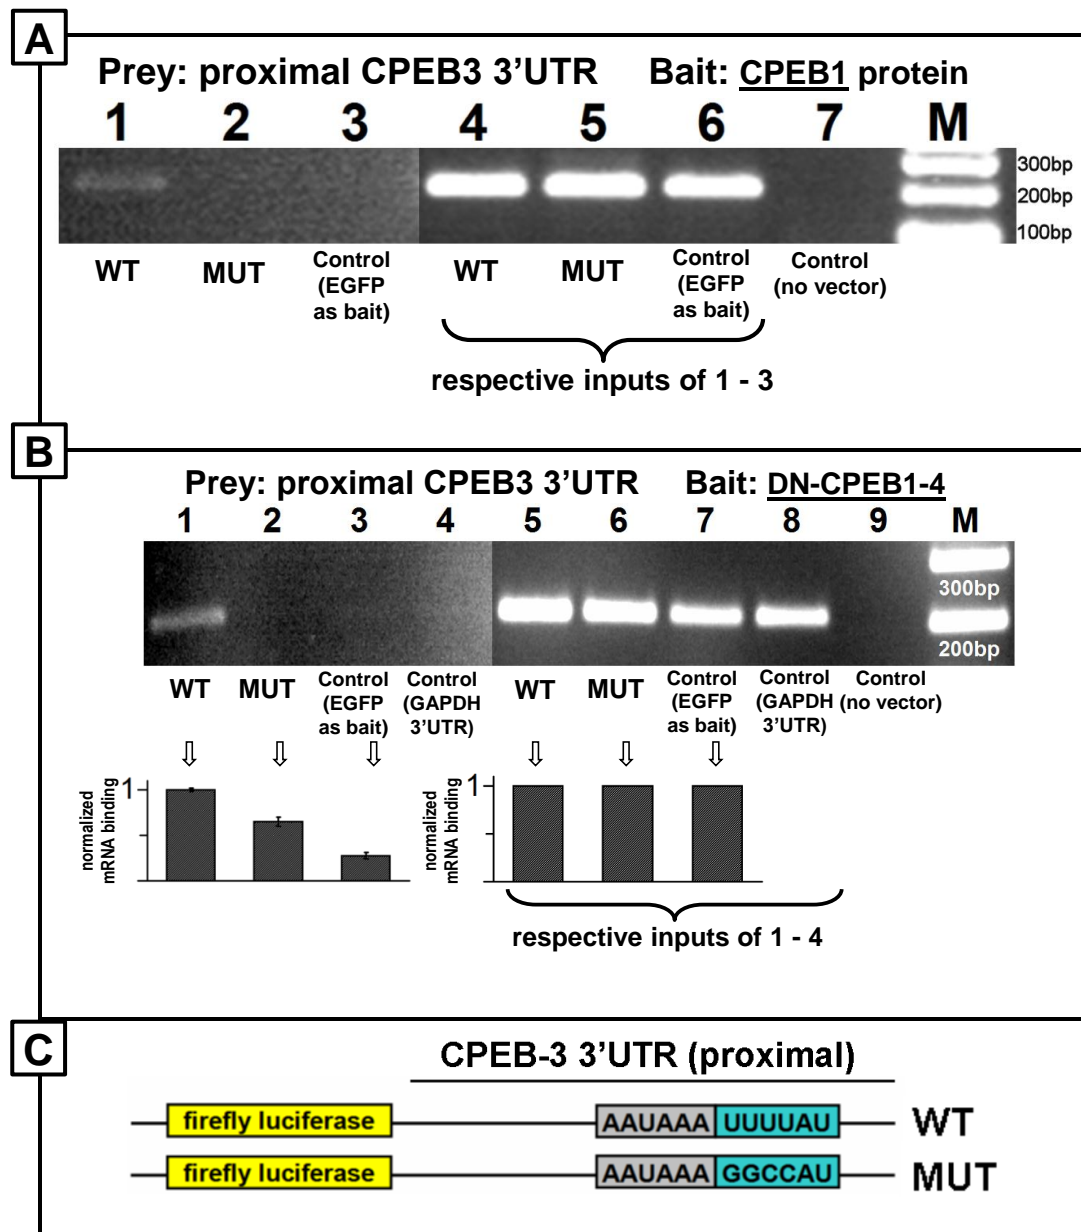 A
Prey: proximal CPEB3 3’UTR Bait: CPEB1 protein
1 2 3 4 5 6 7 M
300bp
200bp
100bp
WT MUT Control (EGFP as bait) WT MUT Control (EGFP as bait) Control (no vector)
respective inputs of 1 - 3
B
Prey: proximal CPEB3 3’UTR Bait: DN-CPEB1-4
1 2 3 4 5 6 7 8 9 M
300bp
200bp
WT MUT Control (EGFP as bait) Control (GAPDH 3’UTR) WT MUT Control (EGFP as bait) Control (GAPDH 3’UTR) Control (no vector)
normalized mRNA binding
1
normalized mRNA binding
1
respective inputs of 1 - 4
C
CPEB-3 3’UTR (proximal)
firefly luciferase AAUAAA UUUUAU WT
firefly luciferase AAUAAA GGCCAU MUT